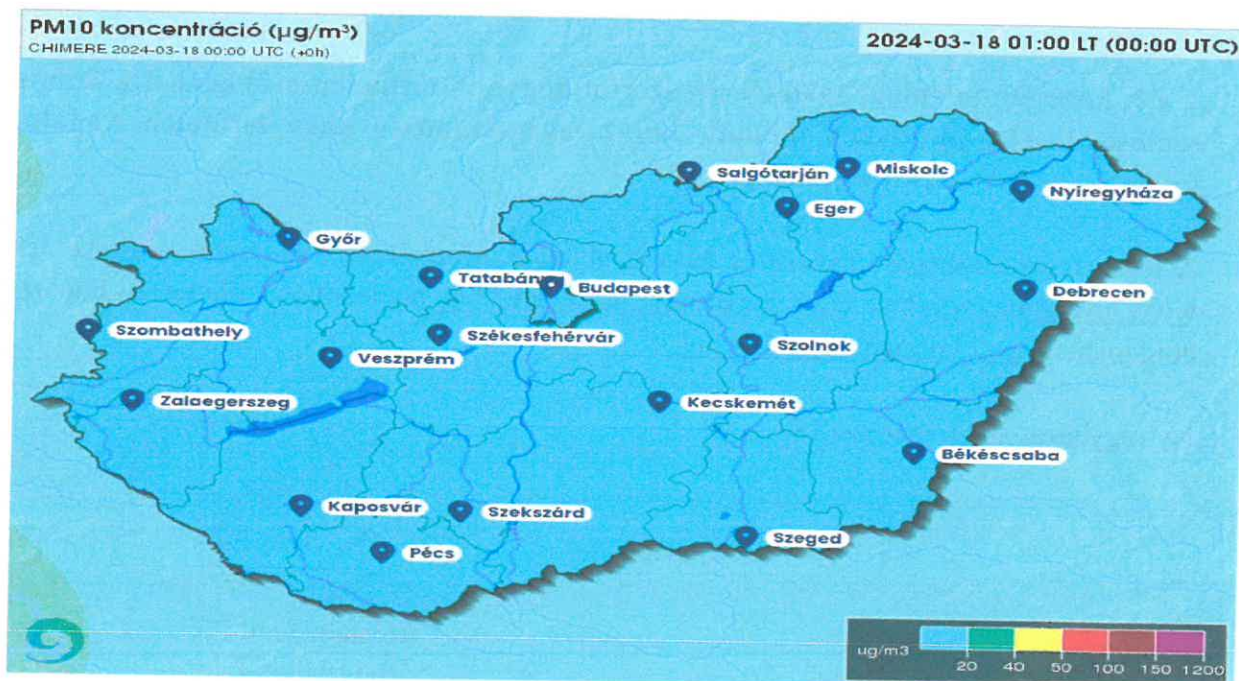 PM10 koncentráció (µg/m³)
CHIMERE 2024-03-18 00:00 UTC (+0h)
2024-03-18 01:00 LT (00:00 UTC)
Salgótarján
Miskolc
Nyíregyháza
Eger
Győr
Tatabán
Budapest
Debrecen
Szombathely
Székesfehérvár
Szolnok
Veszprém
Zalaegerszeg
Kecskemét
Békéscsaba
Kaposvár
Szekszárd
Szeged
Pécs
ug/m3
20 40 50 100 150 1200